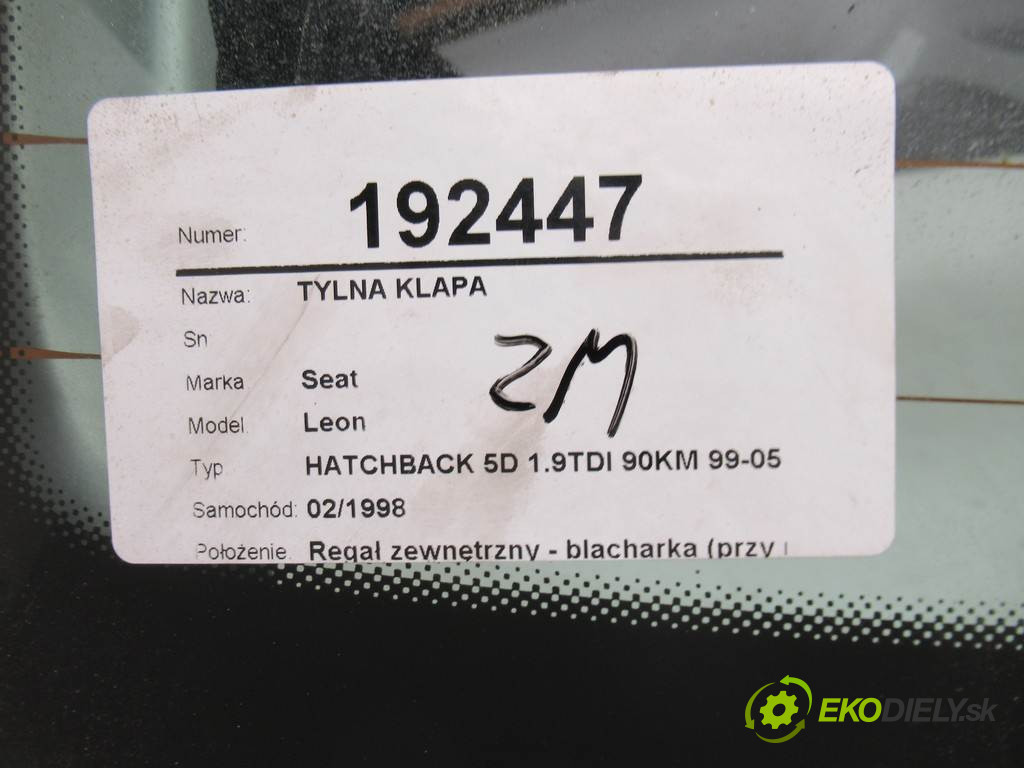 Numer: 192447
Nazwa: TYLNA KLAPA
Sn
Marka Seat
Model Leon
Typ HATCHBACK 5D 1.9TDI 90KM 99-05
Samochód: 02/1998
Położenie. Regał zewnętrzny - blacharka (przy
ZM
EKODIELY.sk